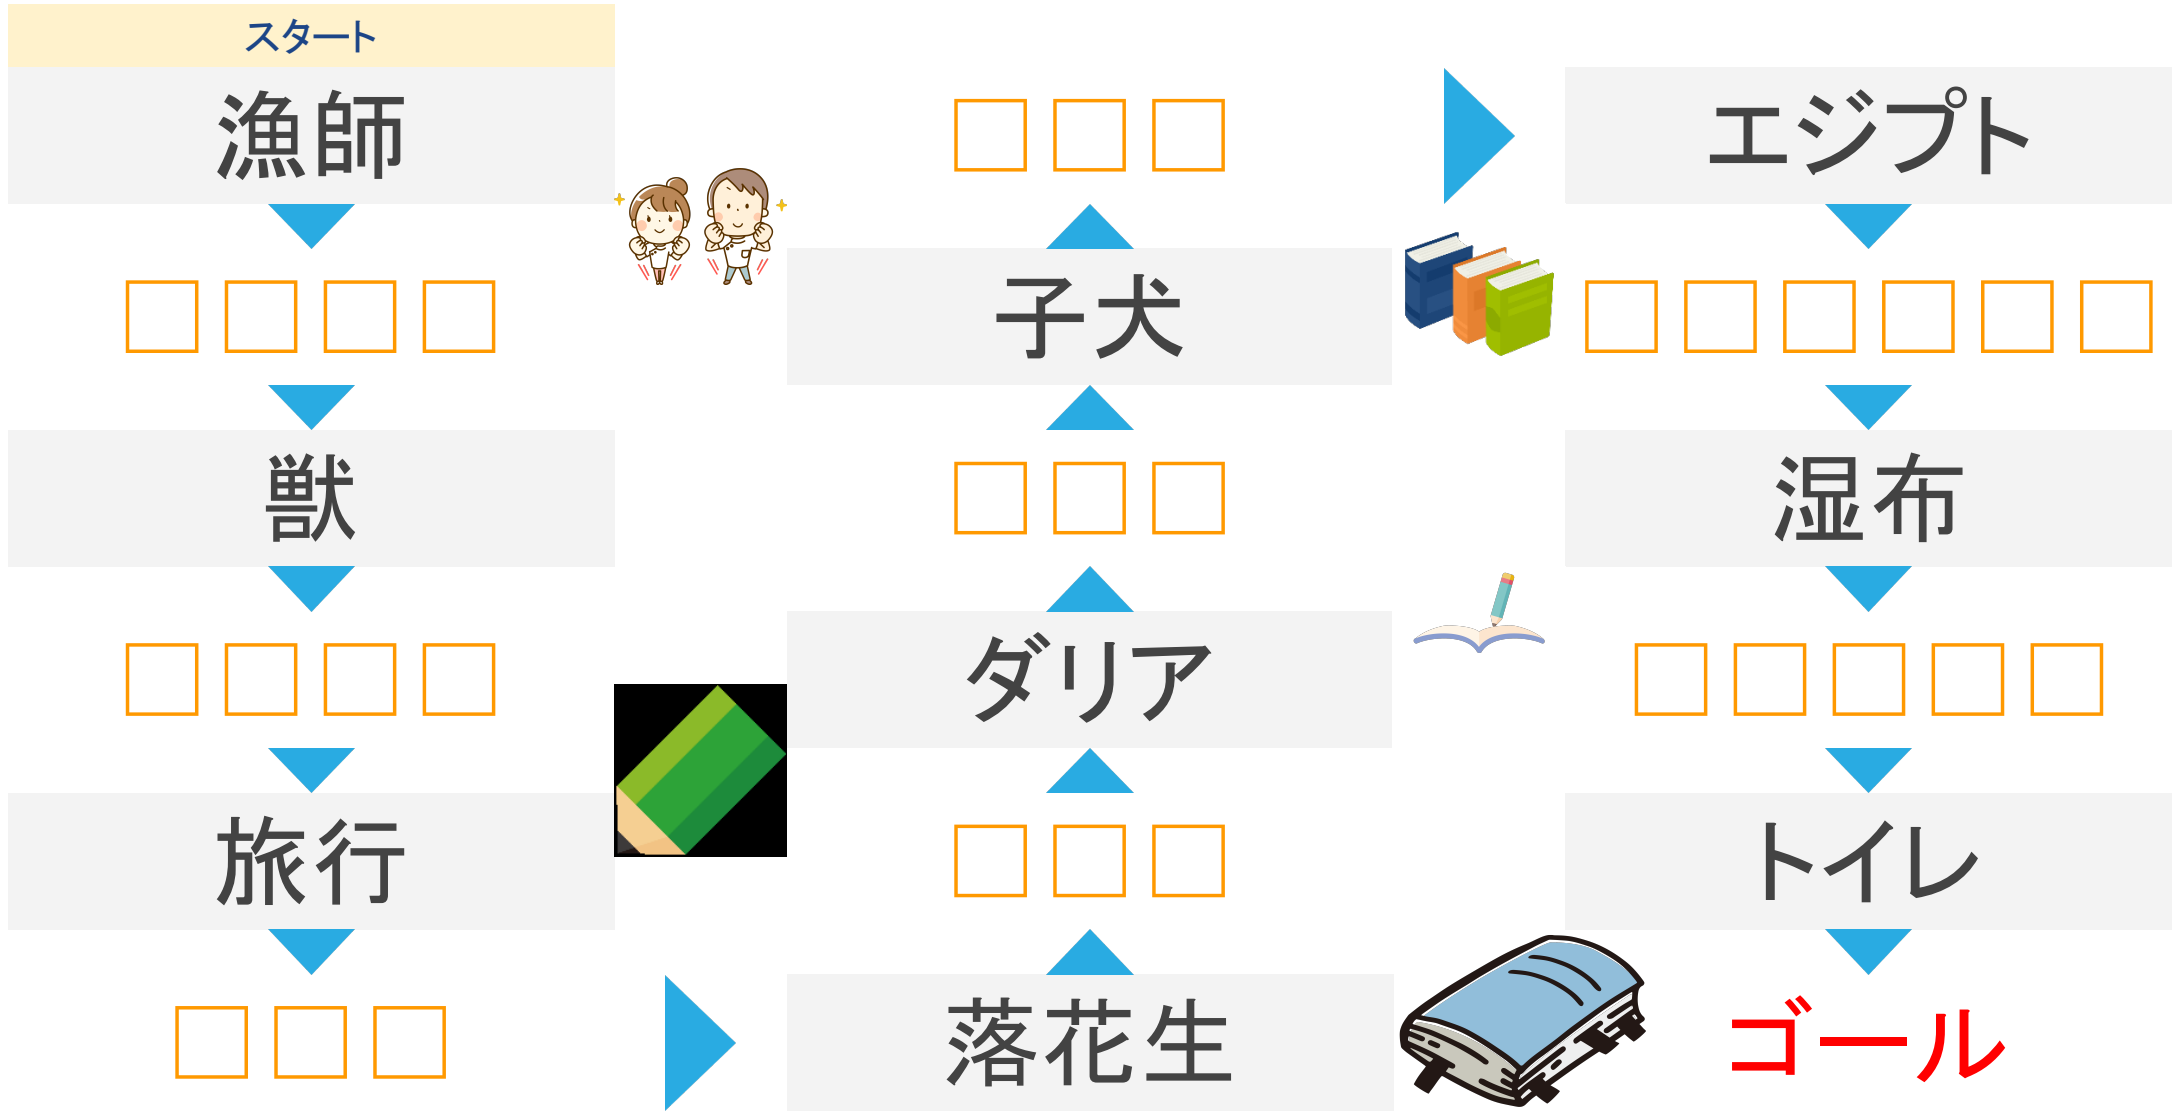 スタート
漁師
獣
旅行
落花生
ダリア
子犬
エジプト
湿布
トイレ
ゴール